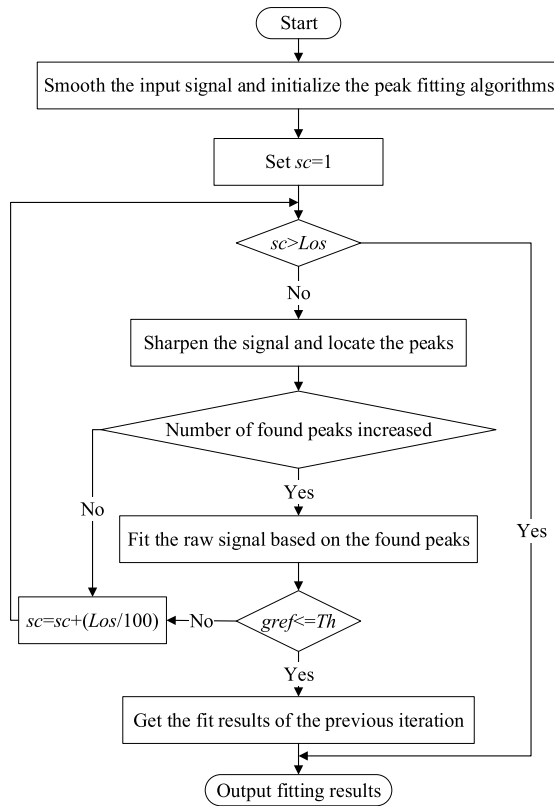 Start
Smooth the input signal and initialize the peak fitting algorithms
Set sc=1
sc>Los
No
Sharpen the signal and locate the peaks
Number of found peaks increased
No
Yes
Yes
Fit the raw signal based on the found peaks
sc=sc+(Los/100)
No
gref<=Th
Yes
Get the fit results of the previous iteration
Output fitting results